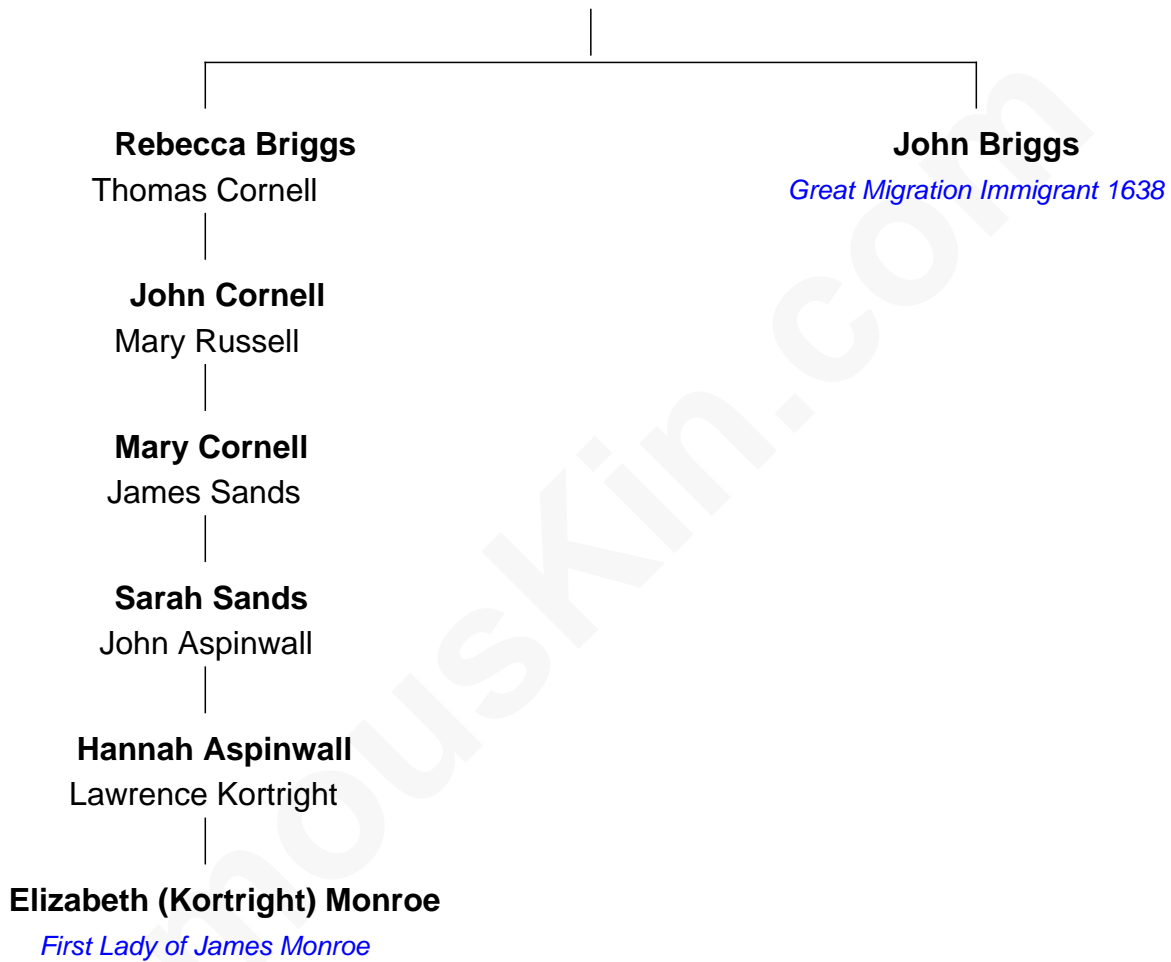 Rebecca Briggs
John Briggs
Thomas Cornell
Great Migration Immigrant 1638
John Cornell
Mary Russell
Mary Cornell
James Sands
Sarah Sands
John Aspinwall
Hannah Aspinwall
Lawrence Kortright
Elizabeth (Kortright) Monroe
First Lady of James Monroe
mousKin.com